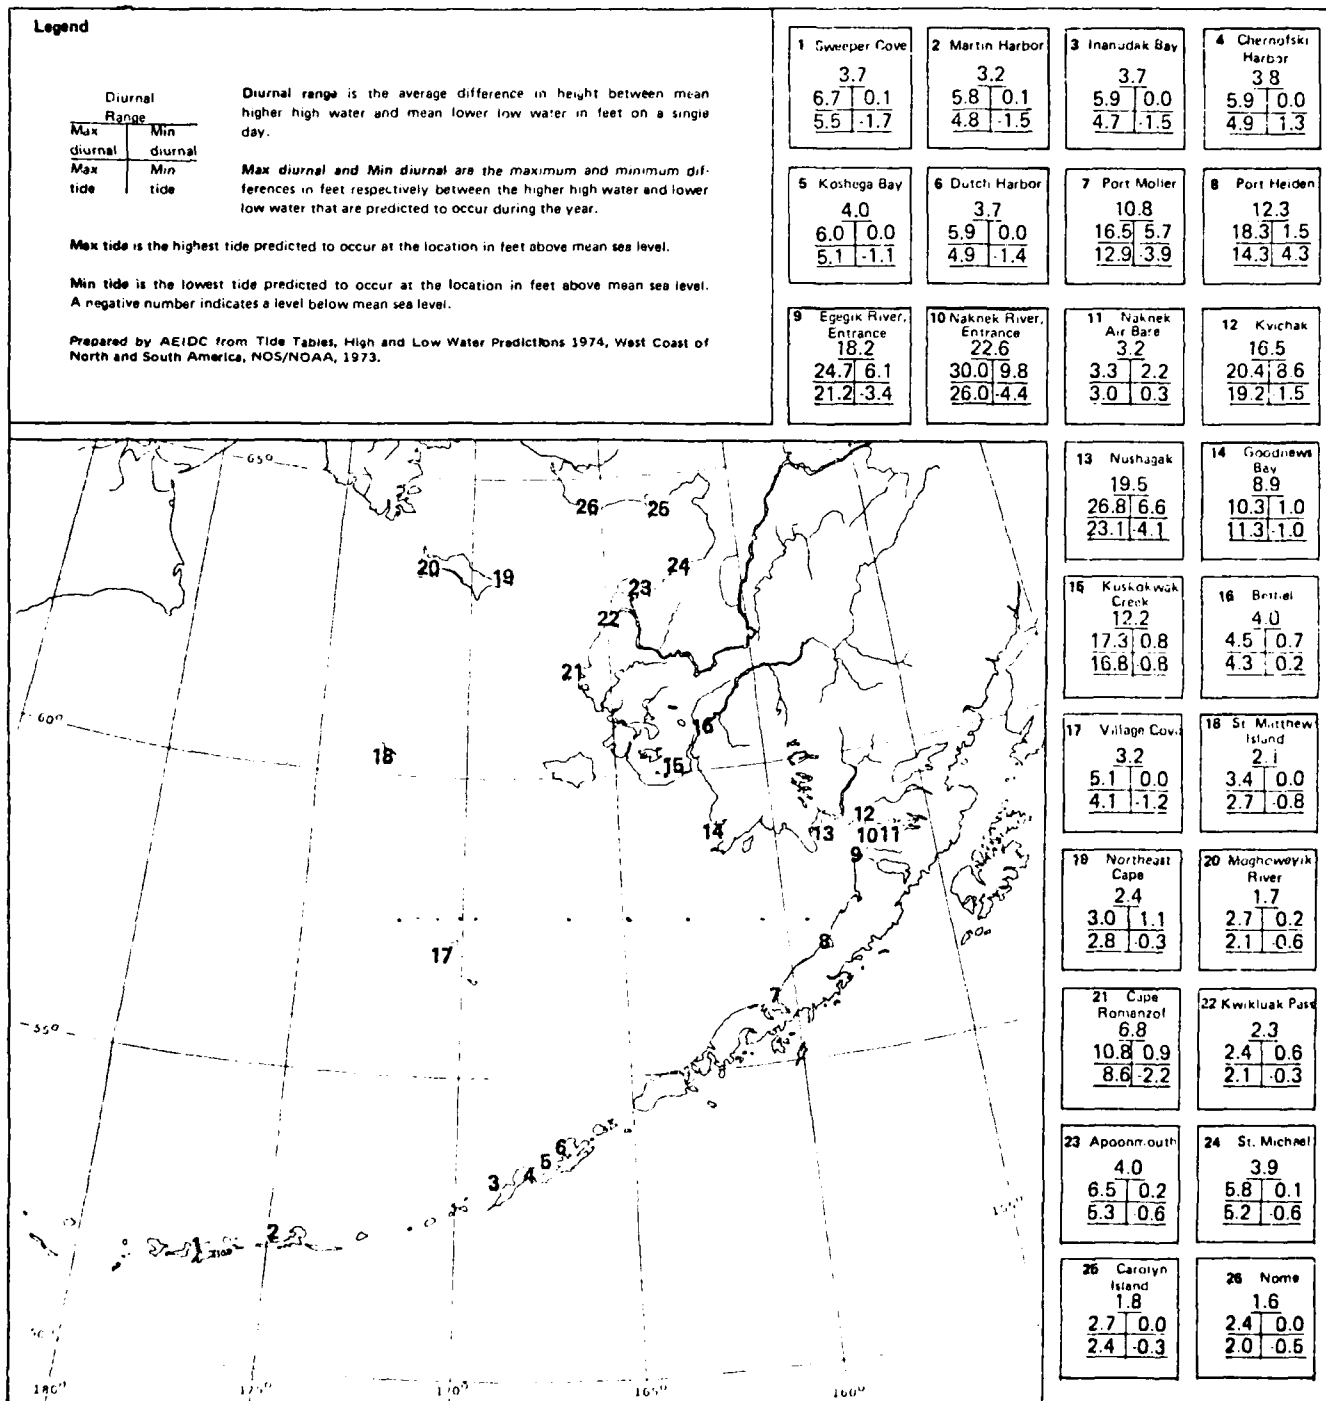 Legend
Diurnal
Range
Max Min
diurnal diurnal
Max Min
tide tide
Diurnal range is the average difference in height between mean
higher high water and mean lower low water in feet on a single
day.
Max diurnal and Min diurnal are the maximum and minimum dif-
ferences in feet respectively between the higher high water and lower
low water that are predicted to occur during the year.
Max tide is the highest tide predicted to occur at the location in feet above mean sea level.
Min tide is the lowest tide predicted to occur at the location in feet above mean sea level.
A negative number indicates a level below mean sea level.
Prepared by AEIDC from Tide Tables, High and Low Water Predictions 1974, West Coast of
North and South America, NOS/NOAA, 1973.
1 Sweeper Cove
3.7
6.7 0.1
5.5 -1.7
2 Martin Harbor
3.2
5.8 0.1
4.8 -1.5
3 Inanudak Bay
3.7
5.9 0.0
4.7 -1.5
4 Chernofski
Harbor
3.8
5.9 0.0
4.9 1.3
5 Koshega Bay
4.0
6.0 0.0
5.1 -1.1
6 Dutch Harbor
3.7
5.9 0.0
4.9 -1.4
7 Port Moller
10.8
16.5 5.7
12.9 -3.9
8 Port Heiden
12.3
18.3 1.5
14.3 4.3
9 Egegik River,
Entrance
18.2
24.7 6.1
21.2 -3.4
10 Naknek River,
Entrance
22.6
30.0 9.8
26.0 -4.4
11 Naknek
Air Base
3.2
3.3 2.2
3.0 0.3
12 Kvichak
16.5
20.4 8.6
19.2 1.5
13 Nushagak
19.5
26.8 6.6
23.1 -4.1
14 Goodnews
Bay
8.9
10.3 1.0
11.3 -1.0
15 Kuskokwak
Creek
12.2
17.3 0.8
16.8 -0.8
16 Bethel
4.0
4.5 0.7
4.3 0.2
17 Village Cove
3.2
5.1 0.0
4.1 -1.2
18 St. Matthew
Island
2.1
3.4 0.0
2.7 -0.8
19 Northeast
Cape
2.4
3.0 1.1
2.8 -0.3
20 Moghoweyik
River
1.7
2.7 0.2
2.1 -0.6
21 Cape
Romanzof
6.8
10.8 0.9
8.6 -2.2
22 Kwikluak Pass
2.3
2.4 0.6
2.1 -0.3
23 Apoonmouth
4.0
6.5 0.2
5.3 -0.6
24 St. Michael
3.9
5.8 0.1
5.2 -0.6
25 Carolyn
Island
1.8
2.7 0.0
2.4 -0.3
26 Nome
1.6
2.4 0.0
2.0 -0.5
65°
26 25
20 19 24
23
22
21
60°
18 16
15
14 13 12
10 11
9
8
17
7
55°
6
5
4
3
2
1
155°
50°
180° 175° 170° 165° 160°